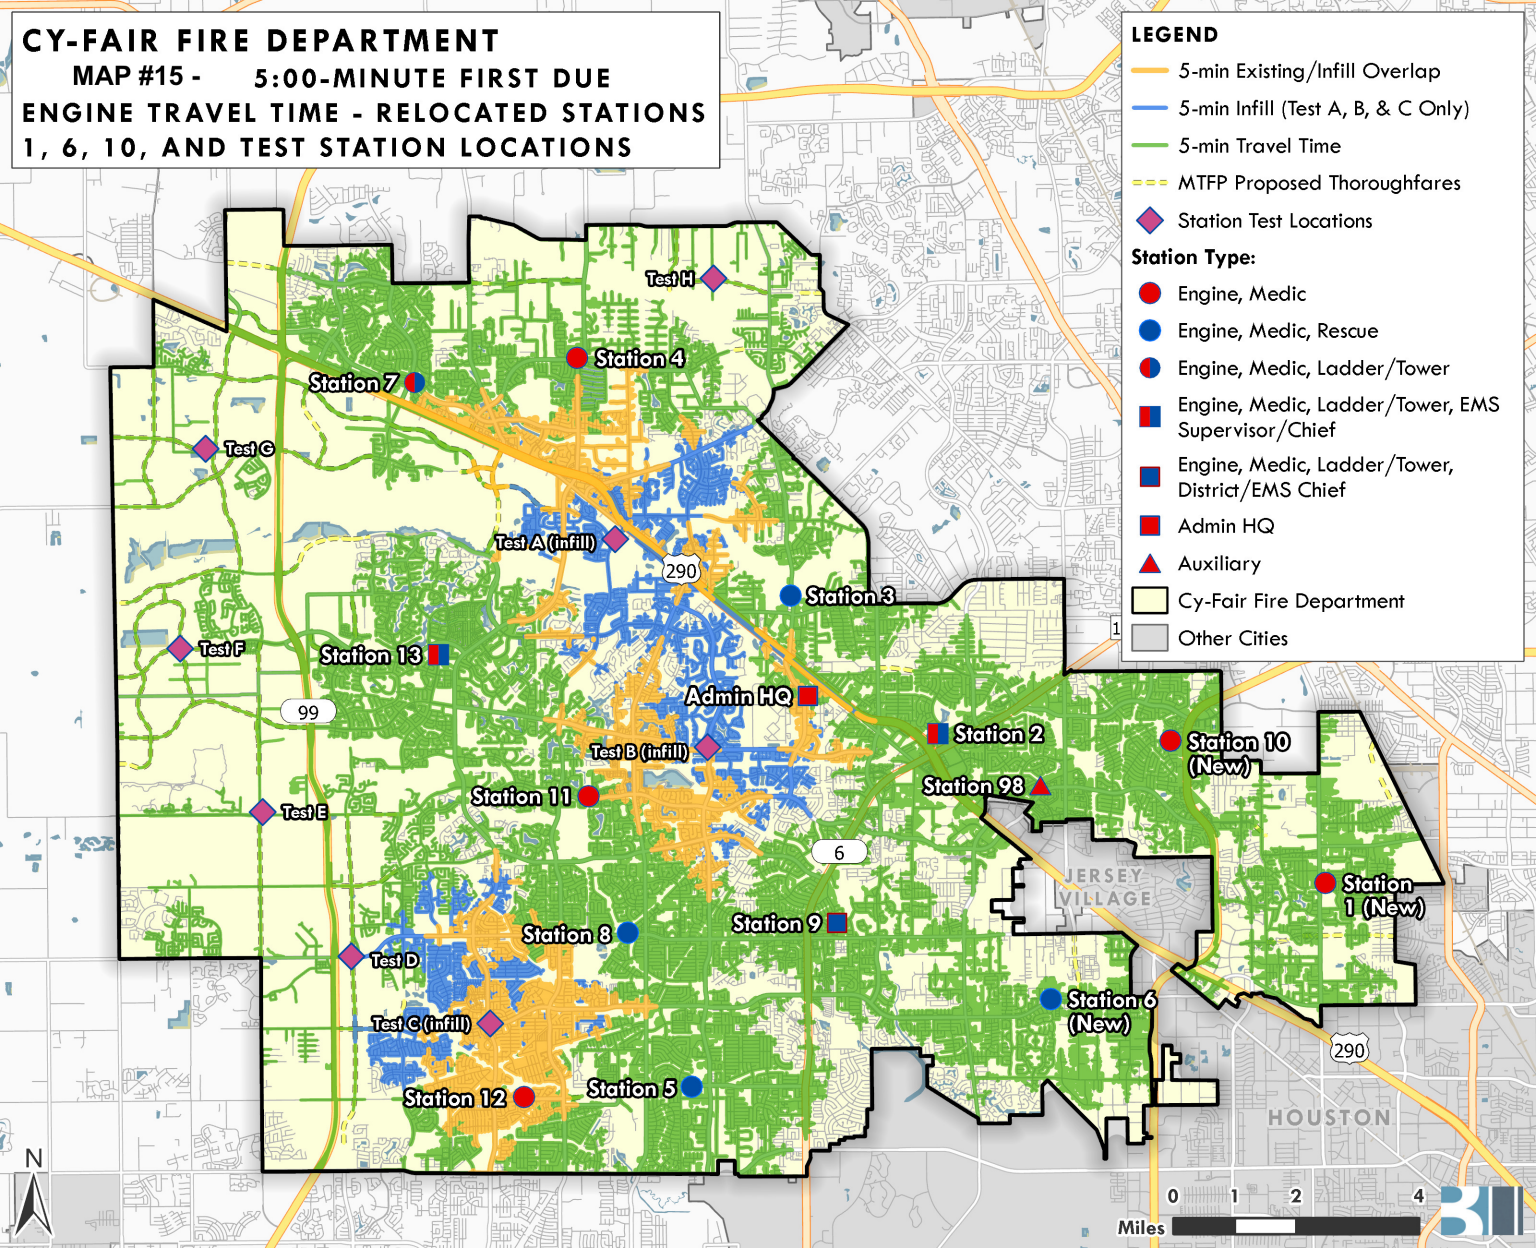 CY-FAIR FIRE DEPARTMENT
MAP #15 - 5:00-MINUTE FIRST DUE
ENGINE TRAVEL TIME - RELOCATED STATIONS
1, 6, 10, AND TEST STATION LOCATIONS
LEGEND
5-min Existing/Infill Overlap
5-min Infill (Test A, B, & C Only)
5-min Travel Time
MTFP Proposed Thoroughfares
Station Test Locations
Station Type:
Engine, Medic
Engine, Medic, Rescue
Engine, Medic, Ladder/Tower
Engine, Medic, Ladder/Tower, EMS
Supervisor/Chief
Engine, Medic, Ladder/Tower,
District/EMS Chief
Admin HQ
Auxiliary
Cy-Fair Fire Department
Other Cities
Test H
Station 4
Station 7
Test G
Test A (infill)
290
Station 3
1
Test F
Station 13
Admin HQ
99
Station 2
Station 10
(New)
Test B (infill)
Station 98
Station 11
Test E
6
JERSEY
VILLAGE
Station
1 (New)
Station 9
Station 8
Test D
Station 6
(New)
Test C (infill)
290
Station 12
Station 5
HOUSTON
N
0 1 2 4
Miles